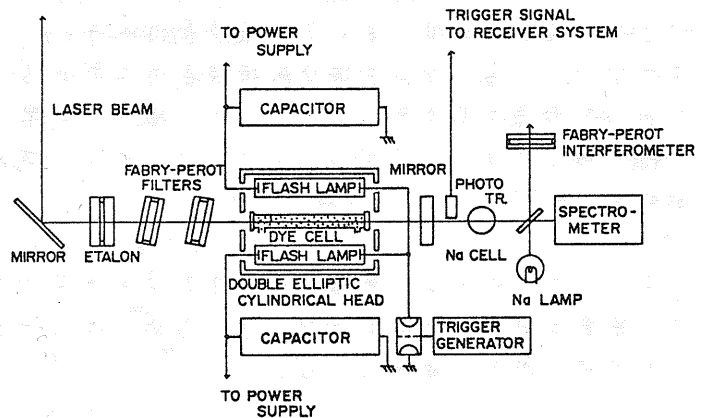 TRIGGER SIGNAL
TO RECEIVER SYSTEM
TO POWER
SUPPLY
LASER BEAM
CAPACITOR
FABRY-PEROT
INTERFEROMETER
FABRY-PEROT
FILTERS
MIRROR
FLASH LAMP
PHOTO
TR.
SPECTRO-
METER
DYE CELL
MIRROR
ETALON
FLASH LAMP
Na CELL
DOUBLE ELLIPTIC
CYLINDRICAL HEAD
Na LAMP
CAPACITOR
TRIGGER
GENERATOR
TO POWER
SUPPLY